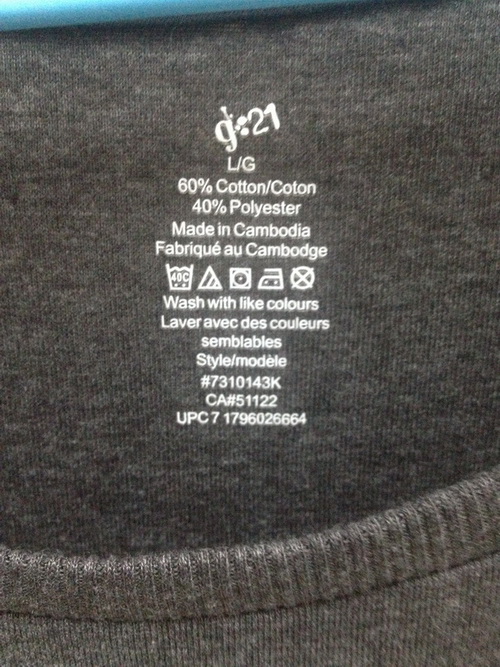 g:21
L/G
60% Cotton/Coton
40% Polyester
Made in Cambodia
Fabriqué au Cambodge
40C
Wash with like colours
Laver avec des couleurs
semblables
Style/modèle
#7310143K
CA#51122
UPC 7 1796026664